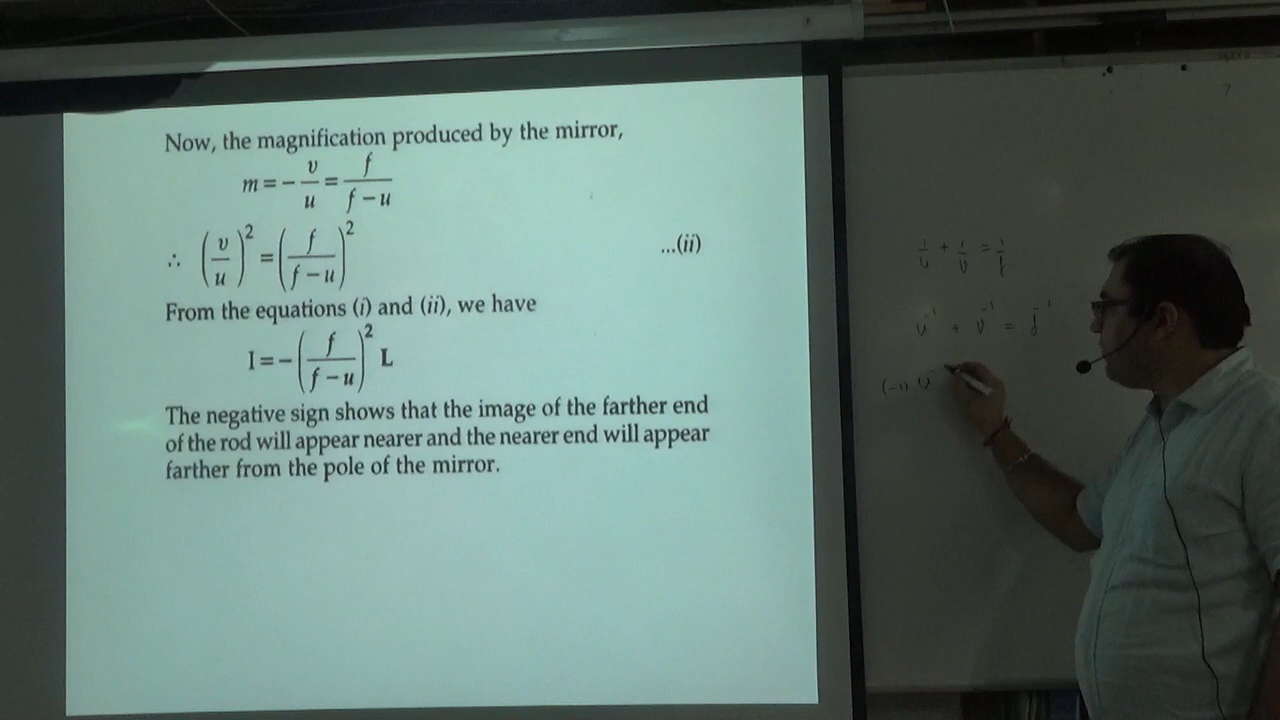 Now, the magnification produced by the mirror,
m = − v/u = f/(f − u)
∴ (v/u)² = (f/(f − u))² ...(ii)
From the equations (i) and (ii), we have
I = − (f/(f − u))² L
The negative sign shows that the image of the farther end
of the rod will appear nearer and the nearer end will appear
farther from the pole of the mirror.
1/u + 1/v = 1/f
u⁻¹ + v⁻¹ = f⁻¹
(−1) u⁻